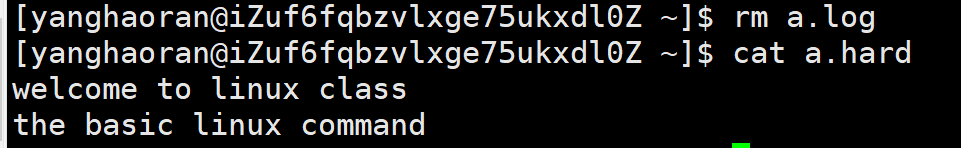 [yanghaoran@iZuf6fqbzvlxge75ukxdl0Z ~]$ rm a.log
[yanghaoran@iZuf6fqbzvlxge75ukxdl0Z ~]$ cat a.hard
welcome to linux class
the basic linux command